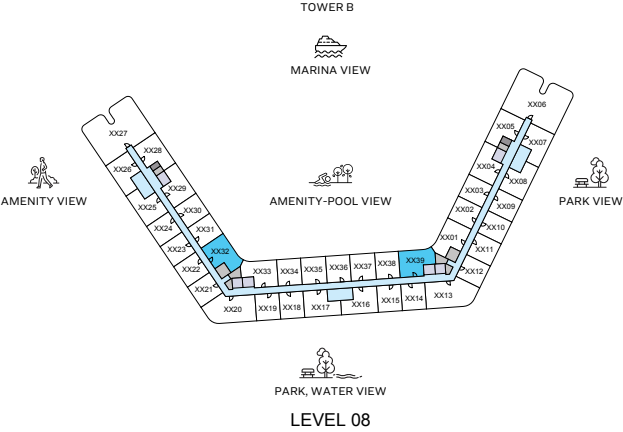 TOWER B
MARINA VIEW
XX06
XX27
XX05
XX07
XX28
XX26
XX04
XX08
XX29
AMENITY VIEW
AMENITY-POOL VIEW
PARK VIEW
XX03
XX25
XX30
XX02
XX09
XX24
XX31
XX10
XX01
XX23
XX32
XX11
XX22
XX33
XX34
XX35
XX36
XX37
XX38
XX39
XX12
XX21
XX20
XX19
XX18
XX17
XX16
XX15
XX14
XX13
PARK, WATER VIEW
LEVEL 08